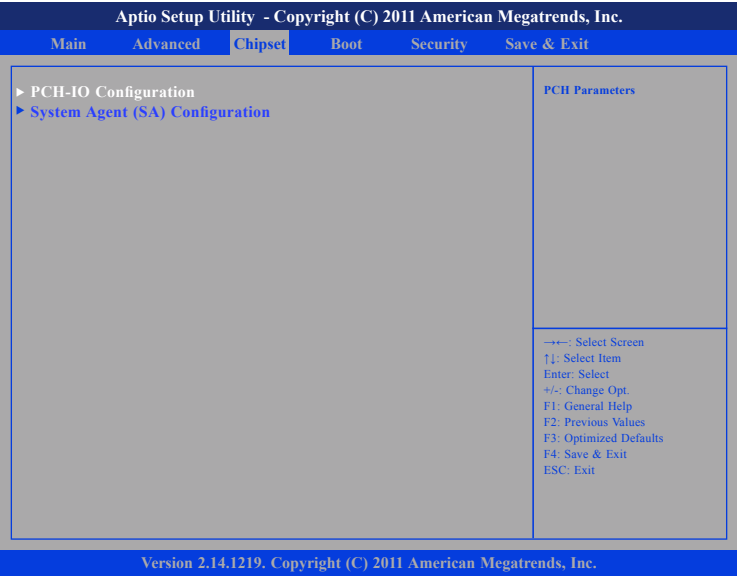 Aptio Setup Utility - Copyright (C) 2011 American Megatrends, Inc.
Main Advanced Chipset Boot Security Save & Exit
▶ PCH-IO Configuration
▶ System Agent (SA) Configuration
PCH Parameters
→←: Select Screen
↑↓: Select Item
Enter: Select
+/-: Change Opt.
F1: General Help
F2: Previous Values
F3: Optimized Defaults
F4: Save & Exit
ESC: Exit
Version 2.14.1219. Copyright (C) 2011 American Megatrends, Inc.